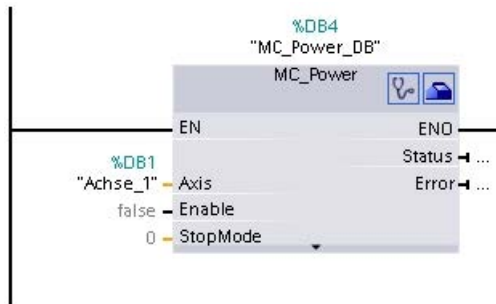 %DB4
"MC_Power_DB"
MC_Power
EN ENO
Status ...
%DB1
"Achse_1" Axis Error ...
false Enable
0 StopMode